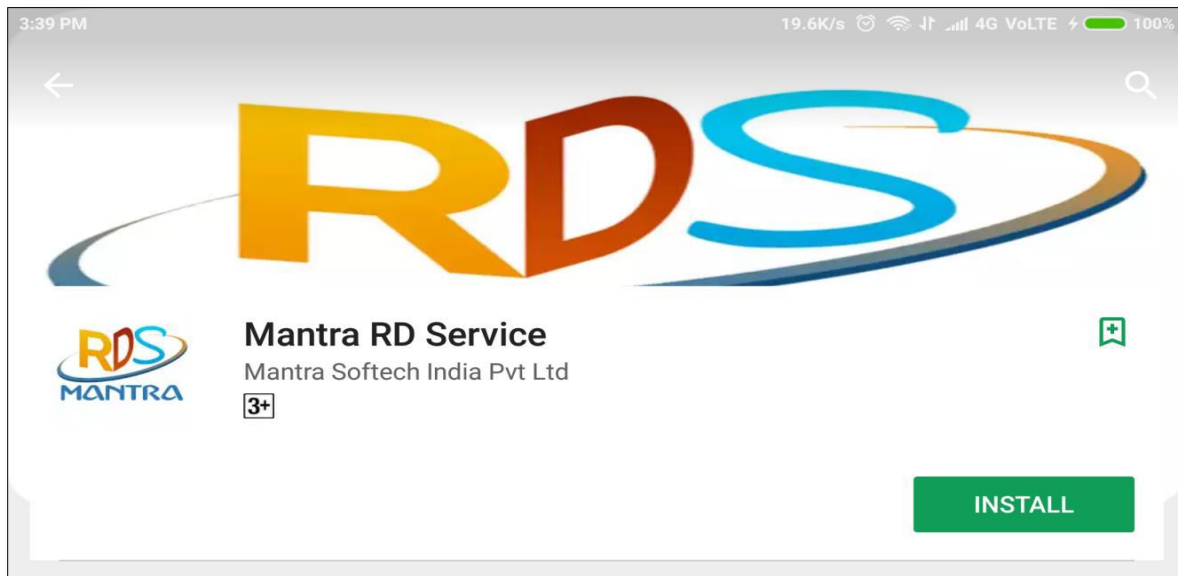 3:39 PM 19.6K/s 4G VoLTE 100%
RDS
RDS
MANTRA
Mantra RD Service
Mantra Softech India Pvt Ltd
3+
INSTALL